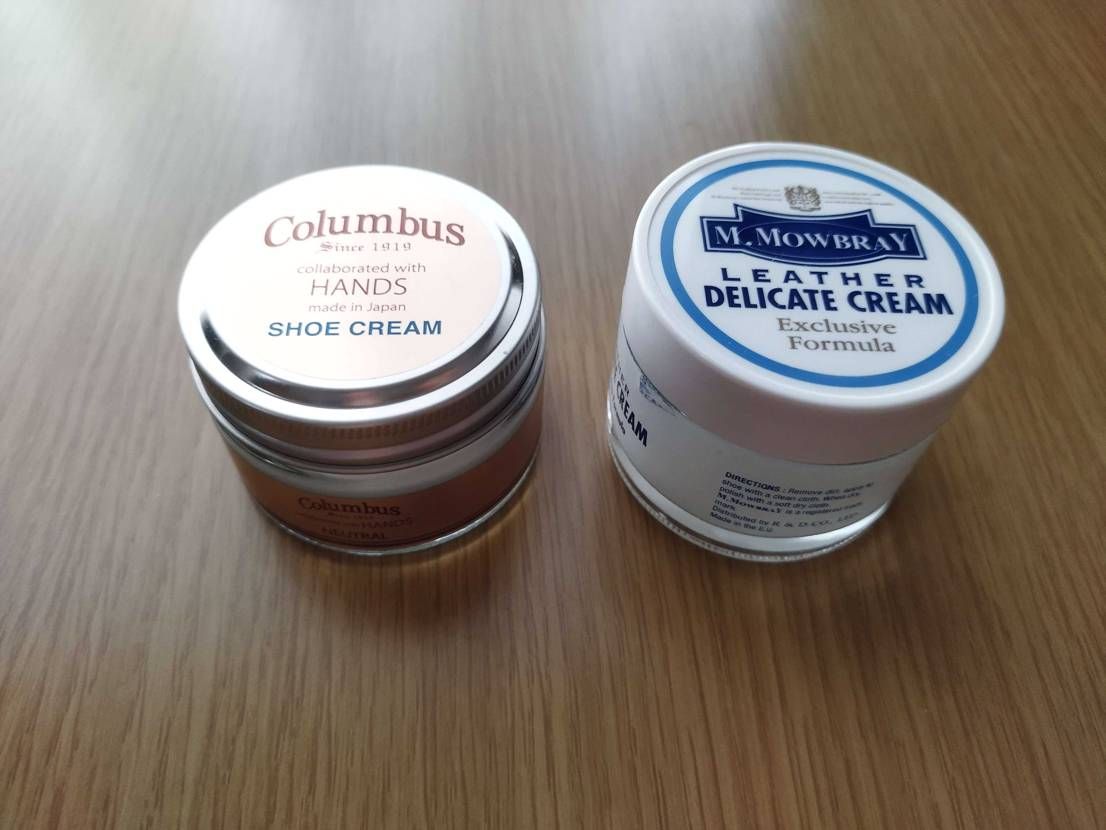 Columbus
Since 1919
collaborated with
HANDS
made in Japan
SHOE CREAM
Columbus
HANDS
NEUTRAL
M. MOWBRAY
LEATHER
DELICATE CREAM
Exclusive
Formula
CREAM
DIRECTIONS : Remove dirt, apply to
shoe with a clean cloth. When dry,
polish with a soft dry cloth.
M. MOWBRAY is a registered trade
mark.
Distributed by R & D.CO., LTD.
Made in the E.U.